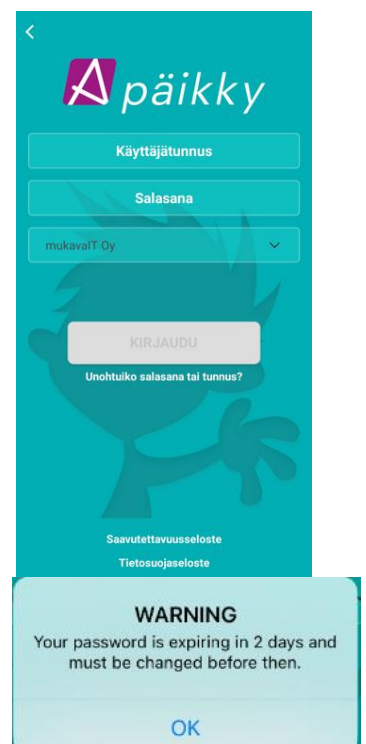 A päikky
Käyttäjätunnus
Salasana
mukavaIT Oy
KIRJAUDU
Unohtuiko salasana tai tunnus?
Saavutettavuusseloste
Tietosuojaseloste
WARNING
Your password is expiring in 2 days and
must be changed before then.
OK